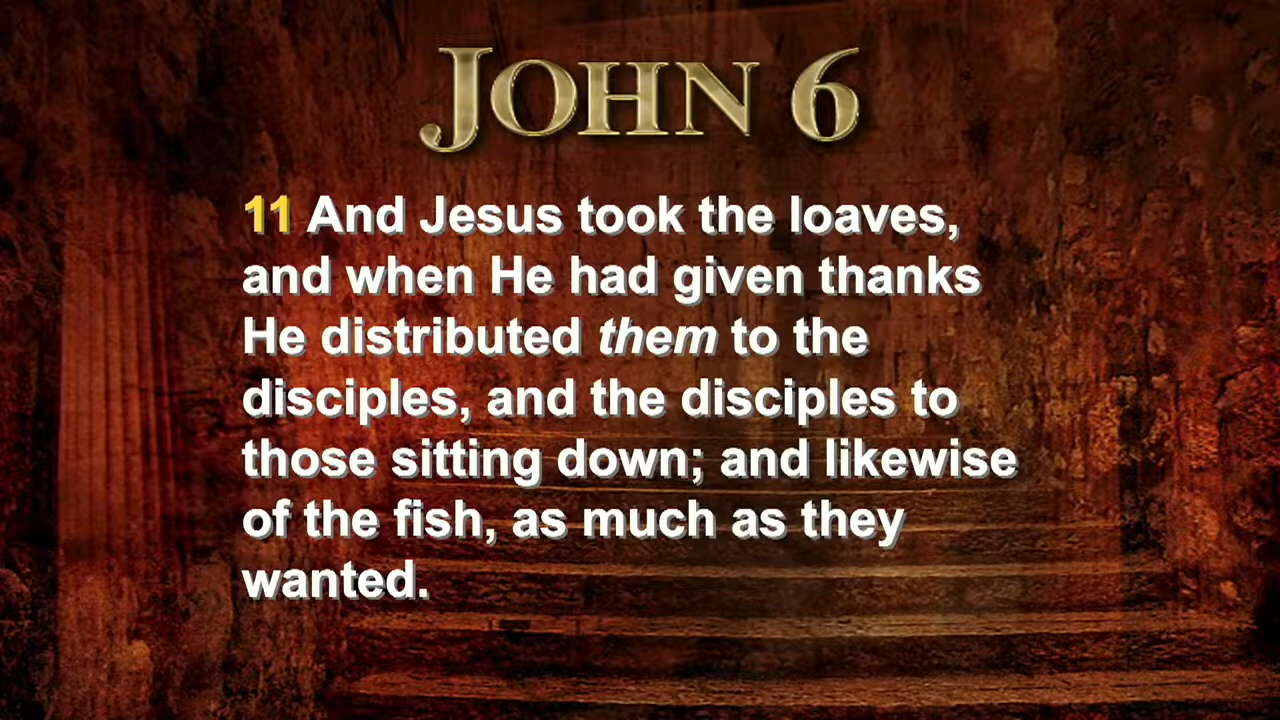 JOHN 6
11 And Jesus took the loaves,
and when He had given thanks
He distributed them to the
disciples, and the disciples to
those sitting down; and likewise
of the fish, as much as they
wanted.